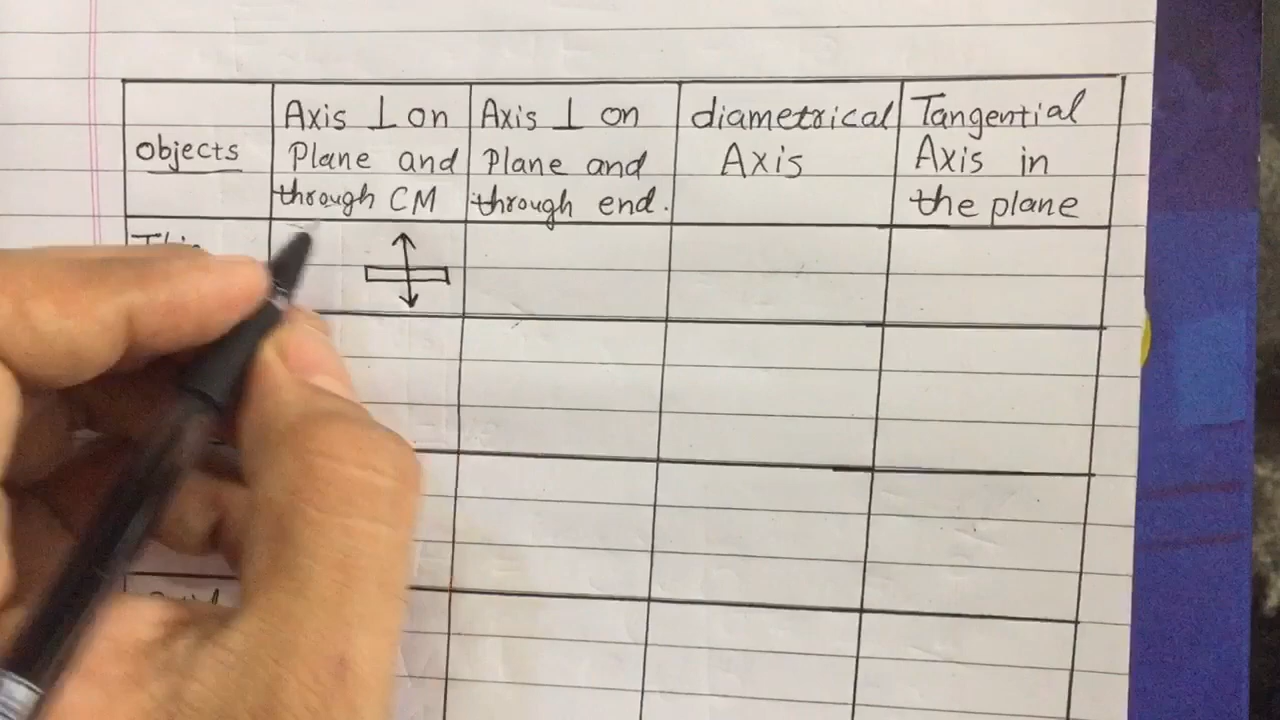 objects
Axis ⊥ on
Plane and
through CM
Axis ⊥ on
Plane and
through end.
diametrical
Axis
Tangential
Axis in
the plane